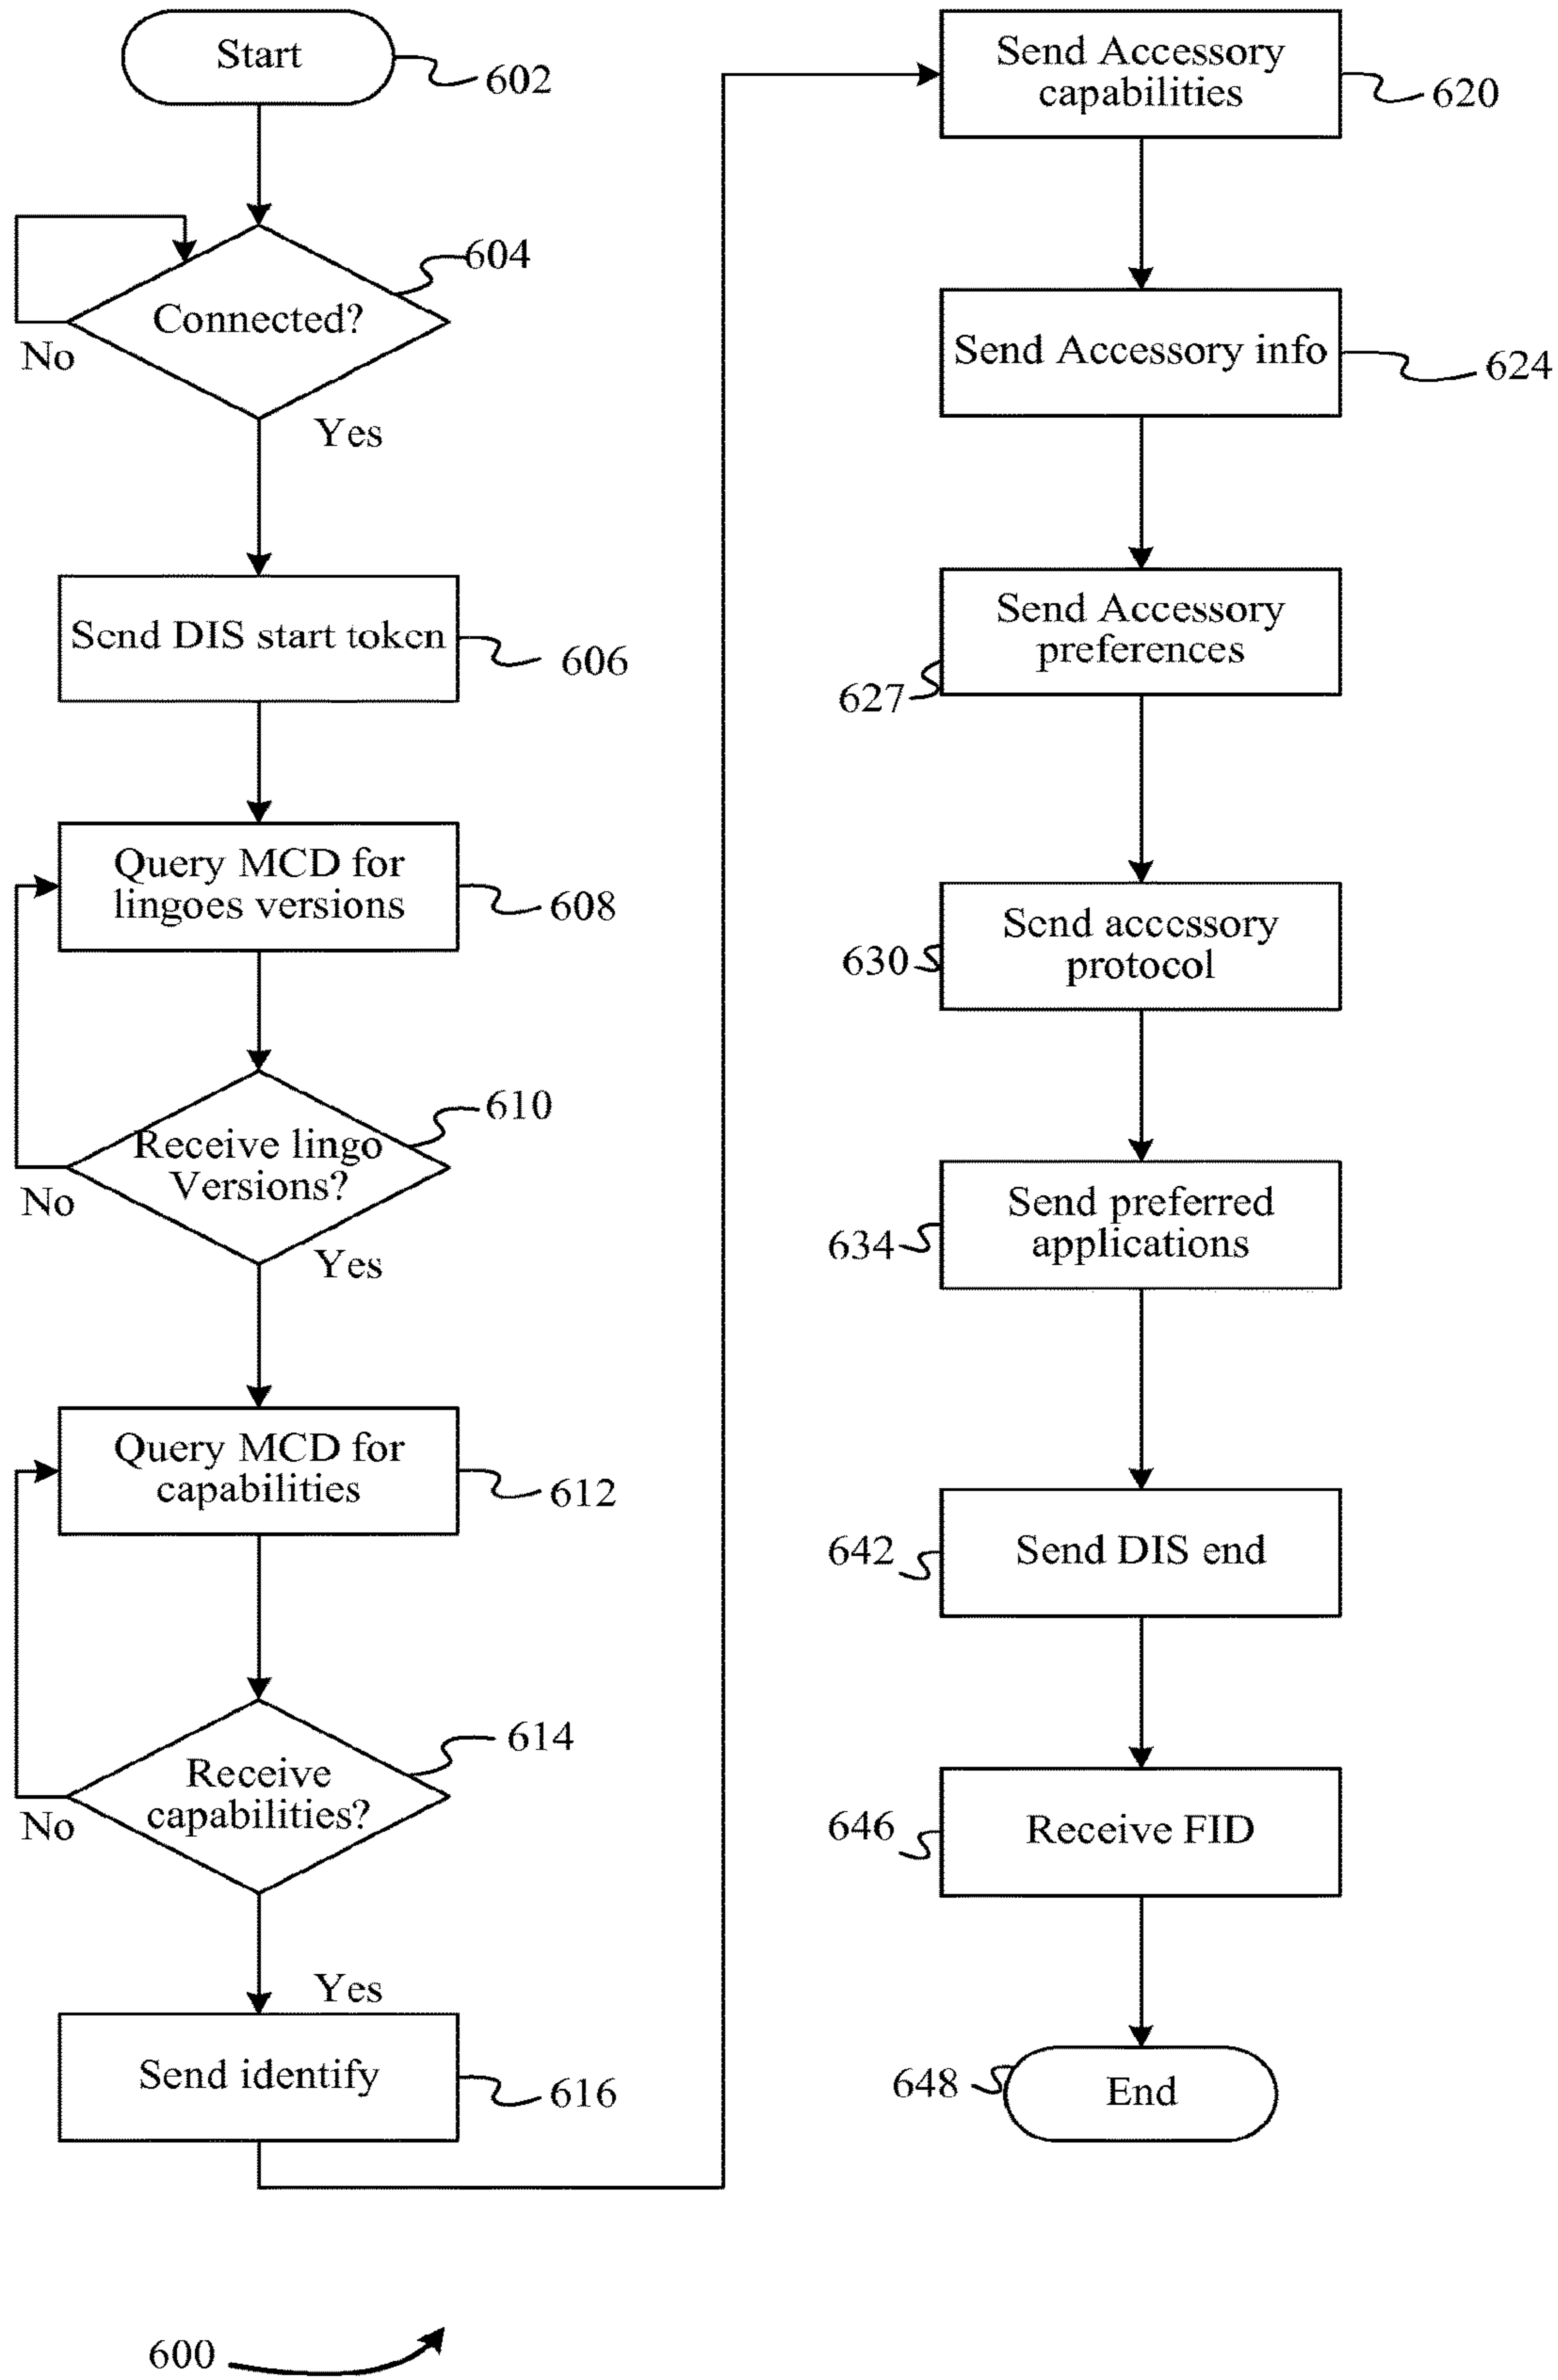 Start
602
604
Connected?
No
Yes
Send DIS start token
606
Query MCD for
lingoes versions
608
610
Receive lingo
Versions?
No
Yes
Query MCD for
capabilities
612
614
Receive
capabilities?
No
Yes
Send identify
616
Send Accessory
capabilities
620
Send Accessory info
624
Send Accessory
preferences
627
Send accessory
protocol
630
Send preferred
applications
634
Send DIS end
642
Receive FID
646
End
648
600